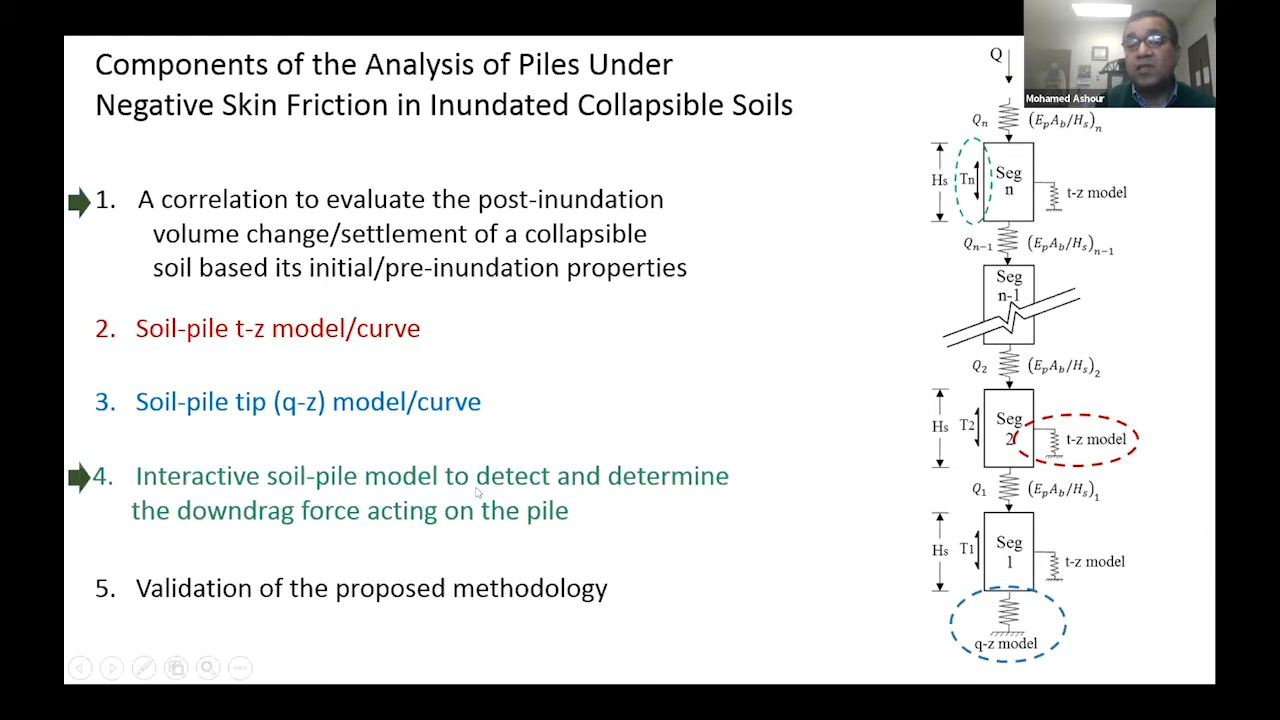 Components of the Analysis of Piles Under
Negative Skin Friction in Inundated Collapsible Soils
1. A correlation to evaluate the post-inundation
volume change/settlement of a collapsible
soil based its initial/pre-inundation properties
2. Soil-pile t-z model/curve
3. Soil-pile tip (q-z) model/curve
4. Interactive soil-pile model to detect and determine
the downdrag force acting on the pile
5. Validation of the proposed methodology
Mohamed Ashour
Q
Qn (EpAb/Hs)n
Hs Tn Seg
n
t-z model
Qn−1 (EpAb/Hs)n−1
Seg
n-1
Q2 (EpAb/Hs)2
Hs T2 Seg
2
t-z model
Q1 (EpAb/Hs)1
Hs T1 Seg
1
t-z model
q-z model